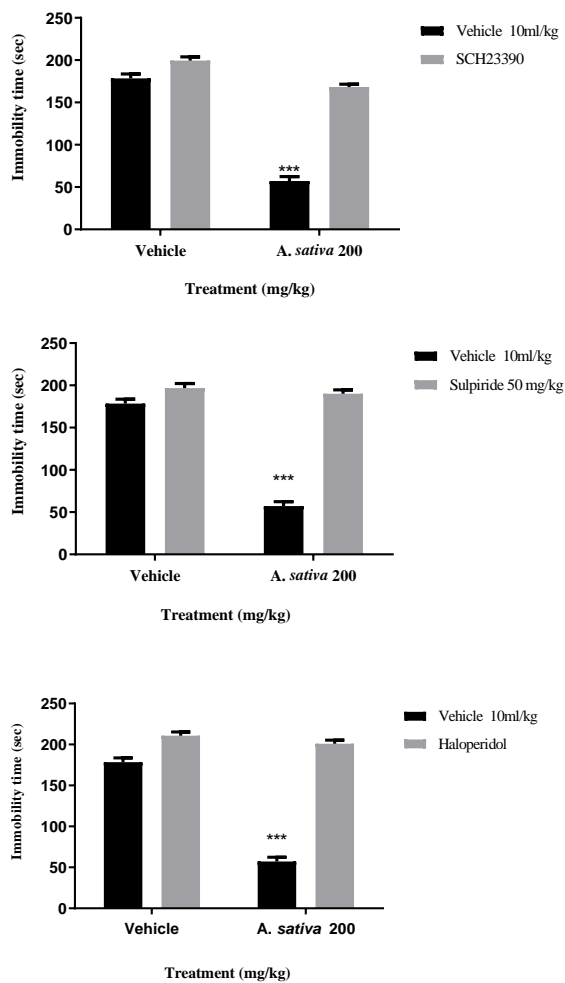 250
200
150
100
50
0
Immobility time (sec)
***
Vehicle 10ml/kg
SCH23390
Vehicle
A. sativa 200
Treatment (mg/kg)
250
200
150
100
50
0
Immobility time (sec)
***
Vehicle 10ml/kg
Sulpiride 50 mg/kg
Vehicle
A. sativa 200
Treatment (mg/kg)
250
200
150
100
50
0
Immobility time (sec)
***
Vehicle 10ml/kg
Haloperidol
Vehicle
A. sativa 200
Treatment (mg/kg)